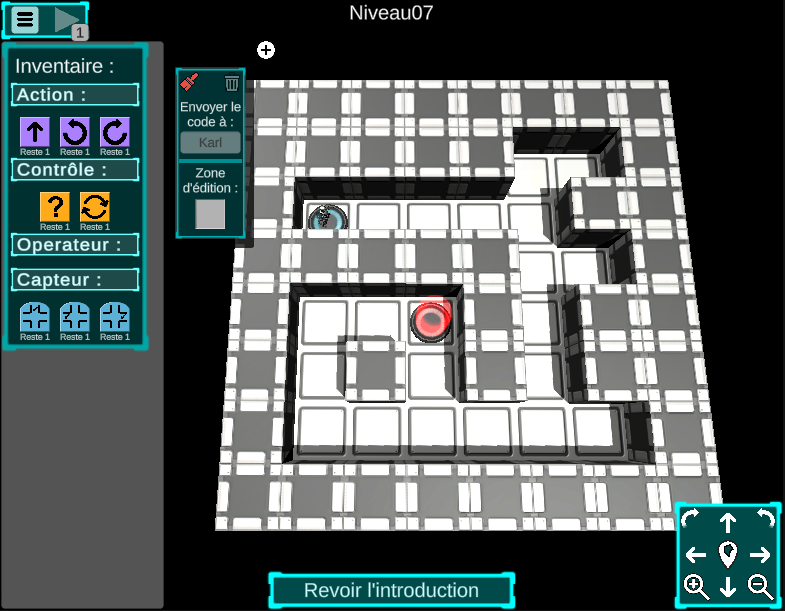 Niveau07
1
Inventaire :
Action :
Reste 1 Reste 1 Reste 1
Contrôle :
Reste 1 Reste 1
Operateur :
Capteur :
Reste 1 Reste 1 Reste 1
Envoyer le
code à :
Karl
Zone
d'édition :
Revoir l'introduction